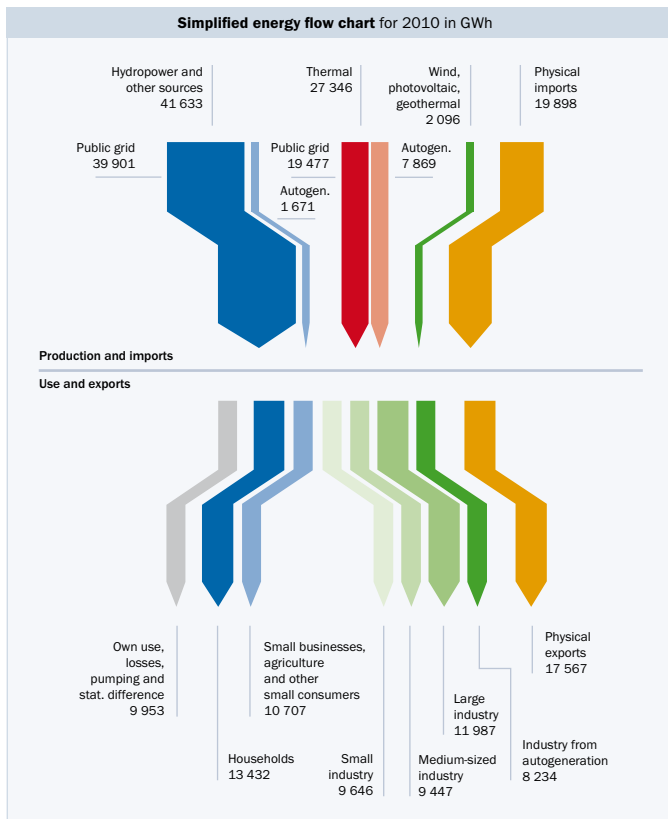 Simplified energy flow chart for 2010 in GWh
Hydropower and
other sources
41 633
Thermal
27 346
Wind,
photovoltaic,
geothermal
2 096
Physical
imports
19 898
Public grid
39 901
Autogen.
1 671
Public grid
19 477
Autogen.
7 869
Production and imports
Use and exports
Own use,
losses,
pumping and
stat. difference
9 953
Households
13 432
Small businesses,
agriculture
and other
small consumers
10 707
Small
industry
9 646
Medium-sized
industry
9 447
Large
industry
11 987
Industry from
autogeneration
8 234
Physical
exports
17 567